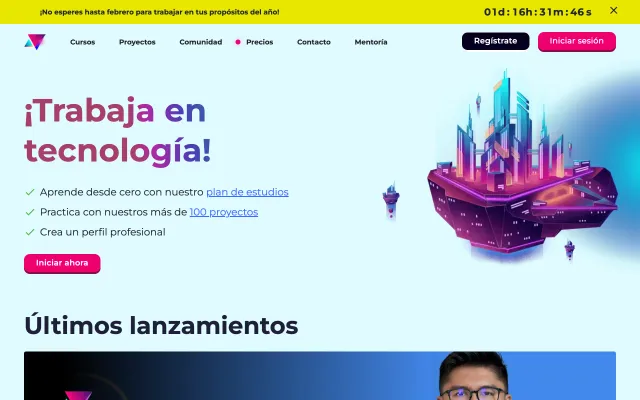 ¡No esperes hasta febrero para trabajar en tus propósitos del año!
01d:16h:31m:46s
Cursos
Proyectos
Comunidad
Precios
Contacto
Mentoría
Regístrate
Iniciar sesión
¡Trabaja en
tecnología!
Aprende desde cero con nuestro plan de estudios
Practica con nuestros más de 100 proyectos
Crea un perfil profesional
Iniciar ahora
Últimos lanzamientos